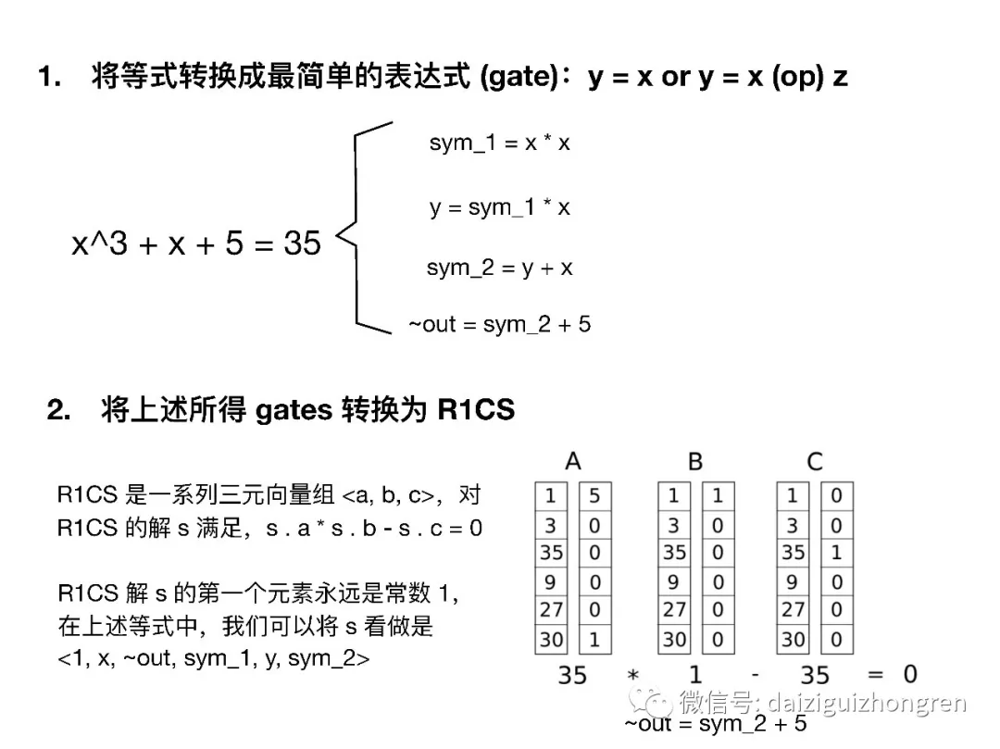 1. 将等式转换成最简单的表达式 (gate)：y = x or y = x (op) z
sym_1 = x * x
y = sym_1 * x
x^3 + x + 5 = 35
sym_2 = y + x
~out = sym_2 + 5
2. 将上述所得 gates 转换为 R1CS
R1CS 是一系列三元向量组 <a, b, c>，对
R1CS 的解 s 满足，s . a * s . b - s . c = 0
R1CS 解 s 的第一个元素永远是常数 1，
在上述等式中，我们可以将 s 看做是
<1, x, ~out, sym_1, y, sym_2>
A B C
1 5 1 1 1 0
3 0 3 0 3 0
35 0 35 0 35 1
9 0 9 0 9 0
27 0 27 0 27 0
30 1 30 0 30 0
35 * 1 - 35 = 0
微信号: daiziguizhongren
~out = sym_2 + 5